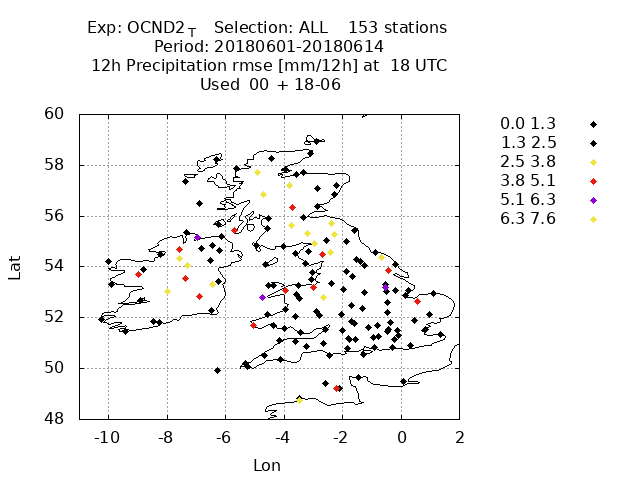 Exp: OCND2 T Selection: ALL 153 stations
Period: 20180601-20180614
12h Precipitation rmse [mm/12h] at 18 UTC
Used 00 + 18-06
0.0 1.3
1.3 2.5
2.5 3.8
3.8 5.1
5.1 6.3
6.3 7.6
Lat
60
58
56
54
52
50
48
-10 -8 -6 -4 -2 0 2
Lon